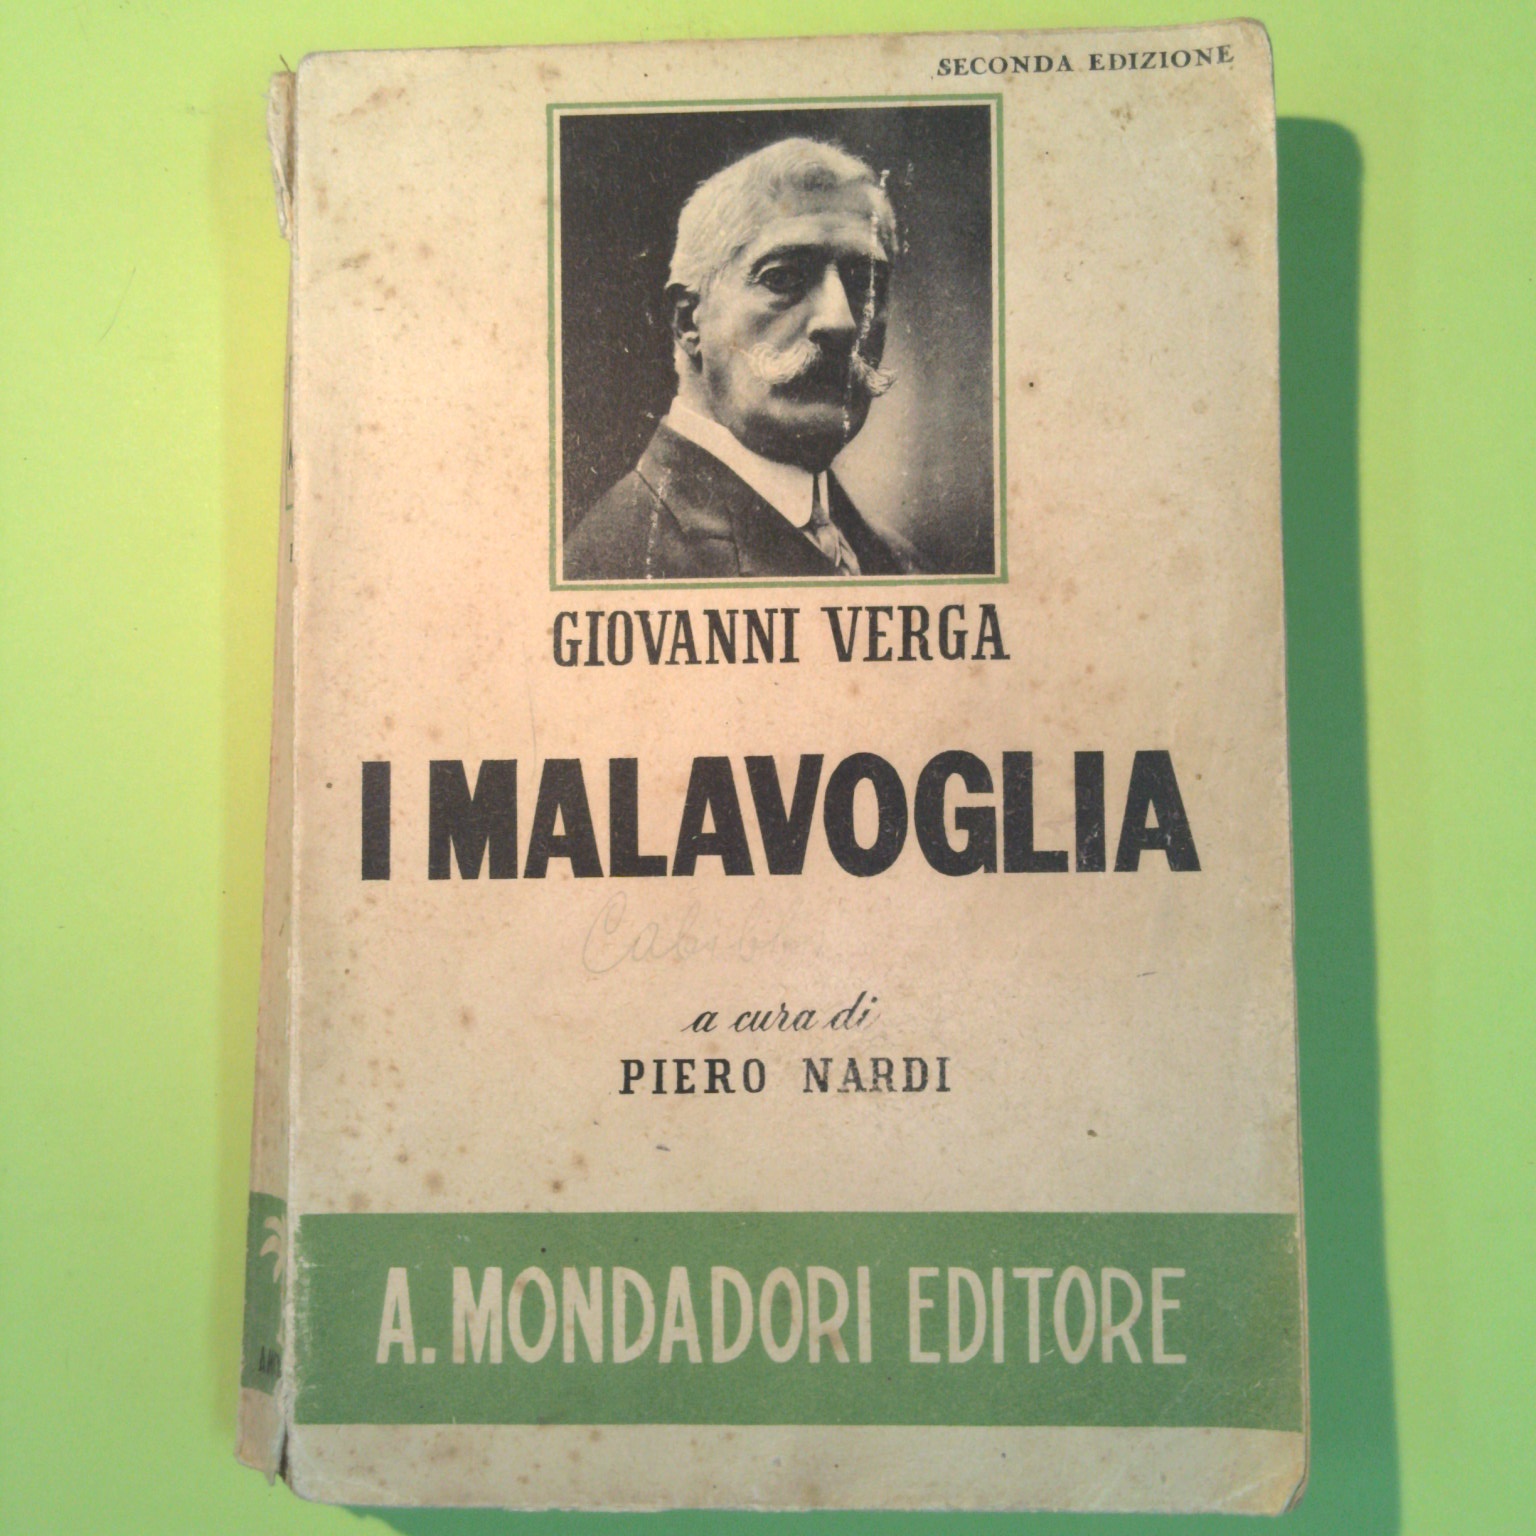 SECONDA EDIZIONE
GIOVANNI VERGA
I MALAVOGLIA
a cura di
PIERO NARDI
A. MONDADORI EDITORE